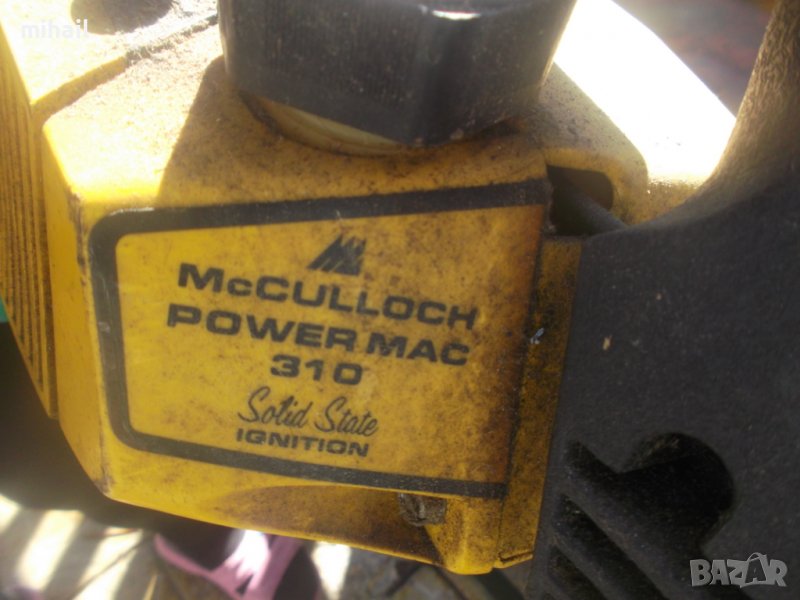 mihail
McCULLOCH
POWER MAC
310
Solid State
IGNITION
BAZAR